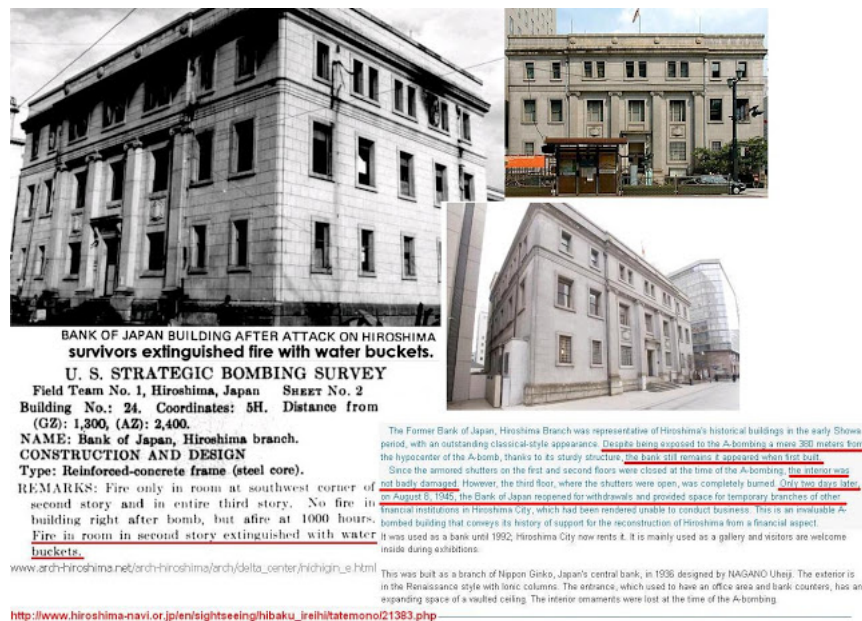 BANK OF JAPAN BUILDING AFTER ATTACK ON HIROSHIMA
survivors extinguished fire with water buckets.
U. S. STRATEGIC BOMBING SURVEY
Field Team No. 1, Hiroshima, Japan SHEET No. 2
Building No.: 24. Coordinates: 5H. Distance from
(GZ): 1,300, (AZ): 2,400.
NAME: Bank of Japan, Hiroshima branch.
CONSTRUCTION AND DESIGN
Type: Reinforced-concrete frame (steel core).
REMARKS: Fire only in room at southwest corner of
second story and in entire third story. No fire in
building right after bomb, but afire at 1000 hours.
Fire in room in second story extinguished with water
buckets.
www.arch-hiroshima.net/arch-hiroshima/arch/delta_center/nichigin_e.html
The Former Bank of Japan, Hiroshima Branch was representative of Hiroshima's historical buildings in the early Showa
period, with an outstanding classical-style appearance. Despite being exposed to the A-bombing a mere 380 meters from
the hypocenter of the A-bomb, thanks to its sturdy structure, the bank still remains it appeared when first built.
Since the armored shutters on the first and second floors were closed at the time of the A-bombing, the interior was
not badly damaged. However, the third floor, where the shutters were open, was completely burned. Only two days later,
on August 8, 1945, the Bank of Japan reopened for withdrawals and provided space for temporary branches of other
financial institutions in Hiroshima City, which had been rendered unable to conduct business. This is an invaluable A-
bombed building that conveys its history of support for the reconstruction of Hiroshima from a financial aspect.
It was used as a bank until 1992; Hiroshima City now rents it. It is mainly used as a gallery and visitors are welcome
inside during exhibitions.
This was built as a branch of Nippon Ginko, Japan's central bank, in 1936 designed by NAGANO Uheiji. The exterior is
in the Renaissance style with Ionic columns. The entrance, which used to have an office area and bank counters, has an
expanding space of a vaulted ceiling. The interior ornaments were lost at the time of the A-bombing.
http://www.hiroshima-navi.or.jp/en/sightseeing/hibaku_ireihi/tatemono/21383.php